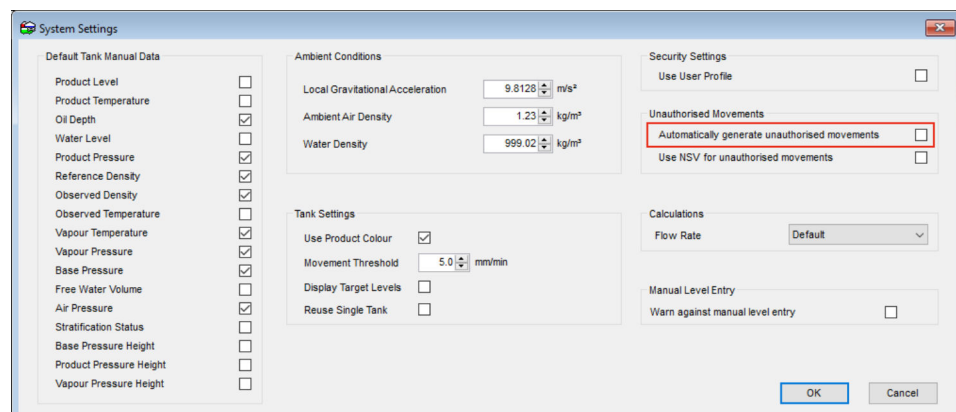 System Settings
Default Tank Manual Data
Product Level
Product Temperature
Oil Depth
Water Level
Product Pressure
Reference Density
Observed Density
Observed Temperature
Vapour Temperature
Vapour Pressure
Base Pressure
Free Water Volume
Air Pressure
Stratification Status
Base Pressure Height
Product Pressure Height
Vapour Pressure Height
Ambient Conditions
Local Gravitational Acceleration 9.8128 m/s²
Ambient Air Density 1.23 kg/m³
Water Density 999.02 kg/m³
Tank Settings
Use Product Colour
Movement Threshold 5.0 mm/min
Display Target Levels
Reuse Single Tank
Security Settings
Use User Profile
Unauthorised Movements
Automatically generate unauthorised movements
Use NSV for unauthorised movements
Calculations
Flow Rate Default
Manual Level Entry
Warn against manual level entry
OK Cancel